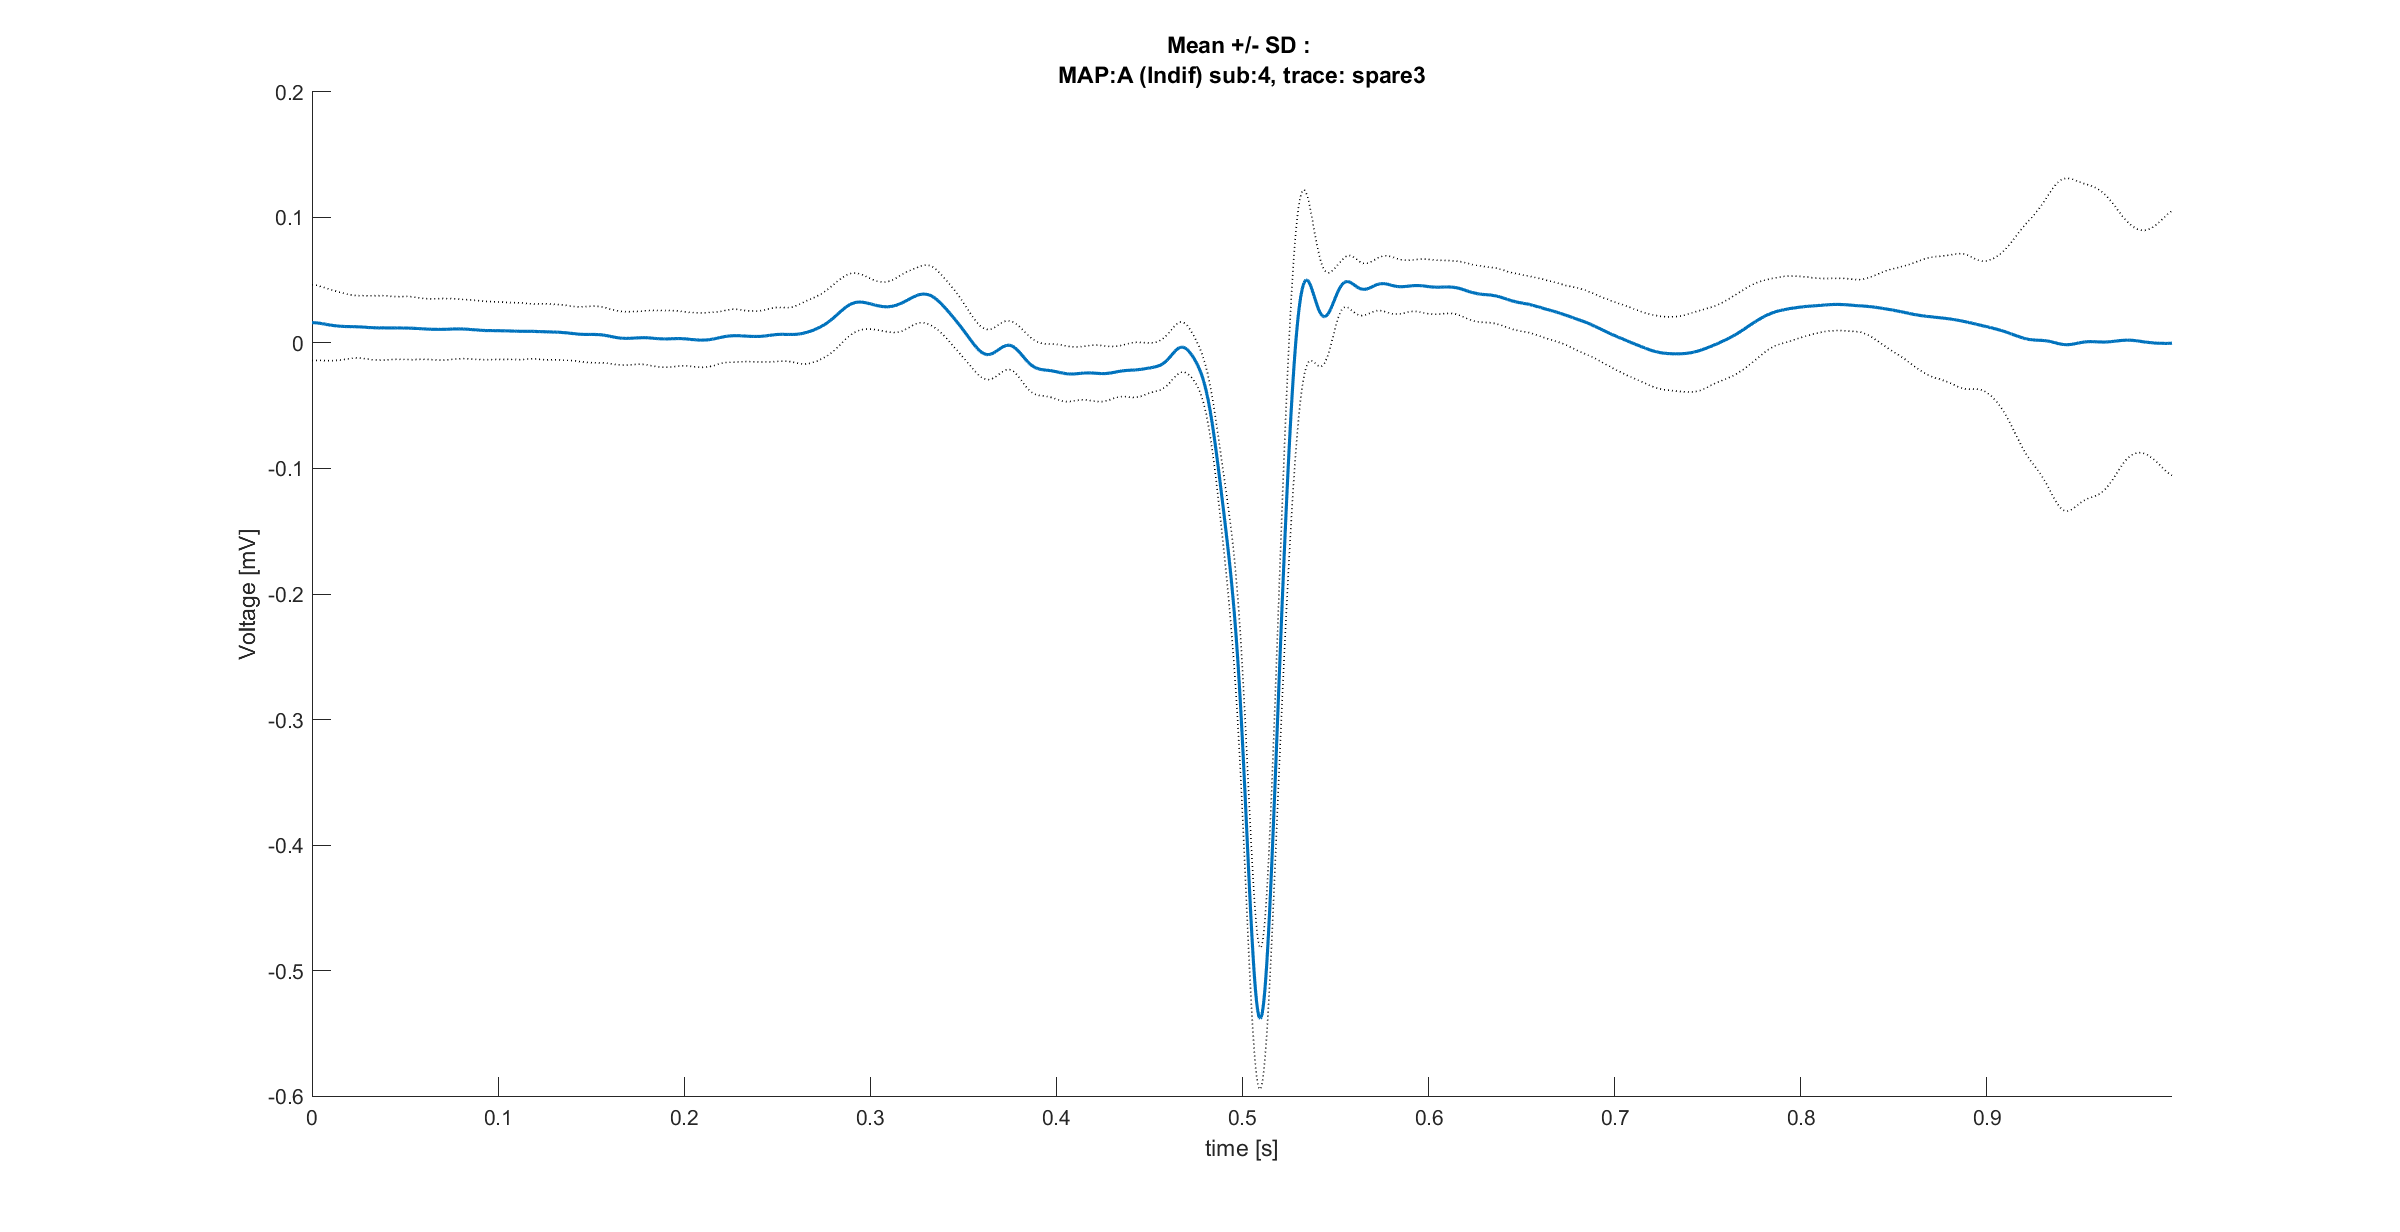 Mean +/- SD :
MAP:A (Indif) sub:4, trace: spare3
0.2
0.1
0
-0.1
-0.2
-0.3
-0.4
-0.5
-0.6
Voltage [mV]
0 0.1 0.2 0.3 0.4 0.5 0.6 0.7 0.8 0.9
time [s]